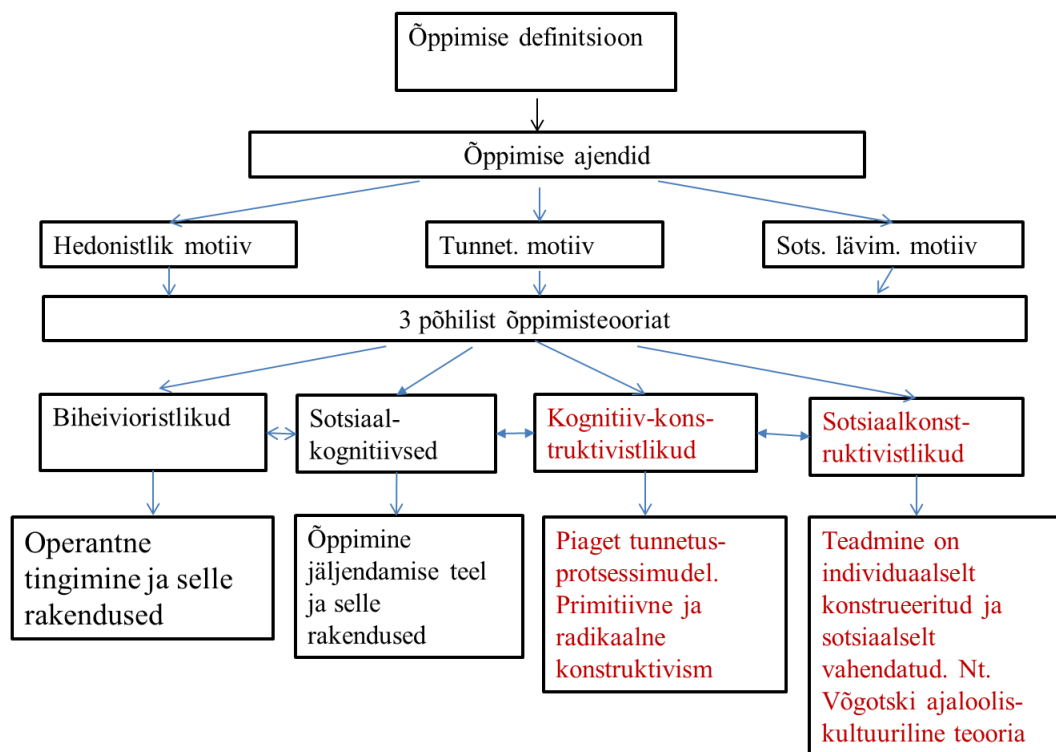 Õppimise definitsioon
Õppimise ajendid
Hedonistlik motiiv
Tunnet. motiiv
Sots. lävim. motiiv
3 põhilist õppimisteooriat
Biheivioristlikud
Sotsiaal-
kognitiivsed
Kognitiiv-kons-
truktivistlikud
Sotsiaalkonst-
ruktivistlikud
Operantne
tingimine ja selle
rakendused
Õppimine
jäljendamise teel
ja selle
rakendused
Piaget tunnetus-
protsessimudel.
Primitiivne ja
radikaalne
konstruktivism
Teadmine on
individuaalselt
konstrueeritud ja
sotsiaalselt
vahendatud. Nt.
Võgotski ajaloolis-
kultuuriline teooria